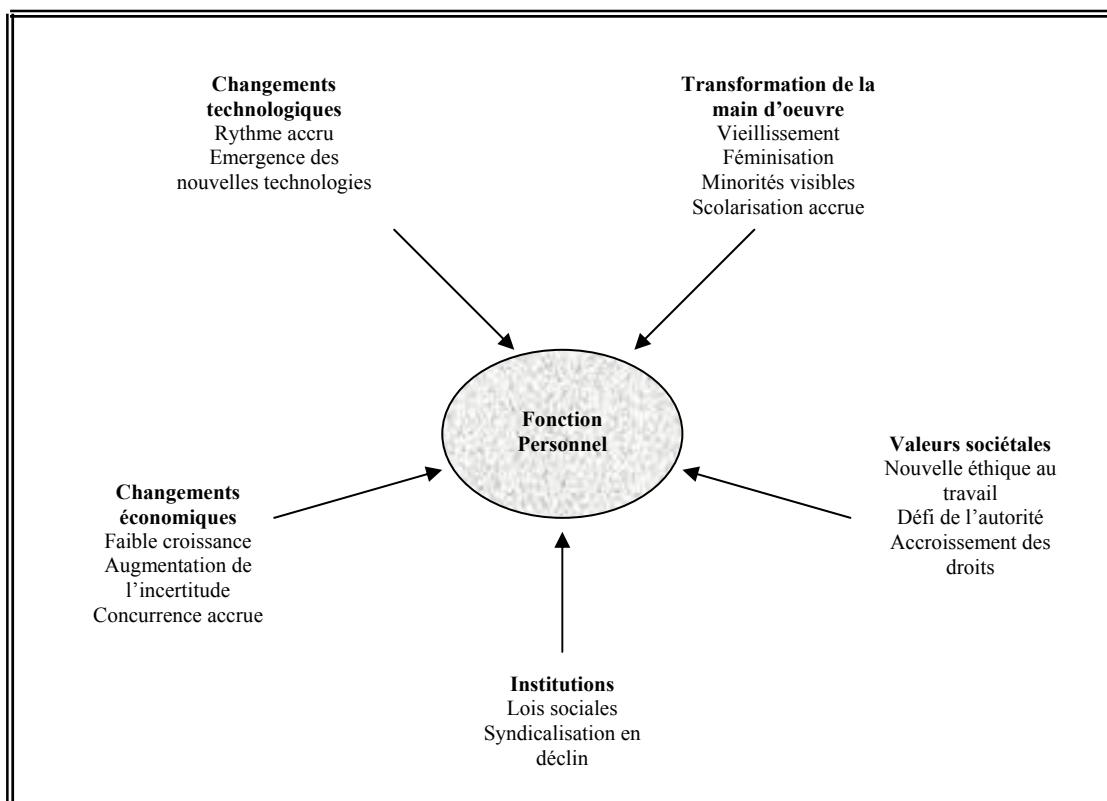 Changements
technologiques
Rythme accru
Emergence des
nouvelles technologies
Transformation de la
main d'oeuvre
Vieillissement
Féminisation
Minorités visibles
Scolarisation accrue
Fonction
Personnel
Valeurs sociétales
Nouvelle éthique au
travail
Défi de l'autorité
Accroissement des
droits
Changements
économiques
Faible croissance
Augmentation de
l'incertitude
Concurrence accrue
Institutions
Lois sociales
Syndicalisation en
déclin